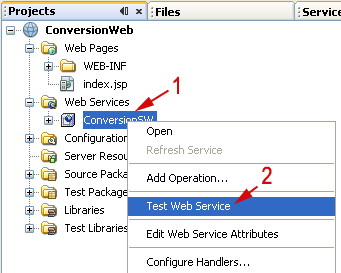 Projects
Files
Service
ConversionWeb
Web Pages
WEB-INF
index.jsp
1
Web Services
ConversionSW
Open
Configuration
Refresh Service
Server Resou
Add Operation...
2
Source Packag
Test Package
Test Web Service
Libraries
Edit Web Service Attributes
Test Libraries
Configure Handlers...